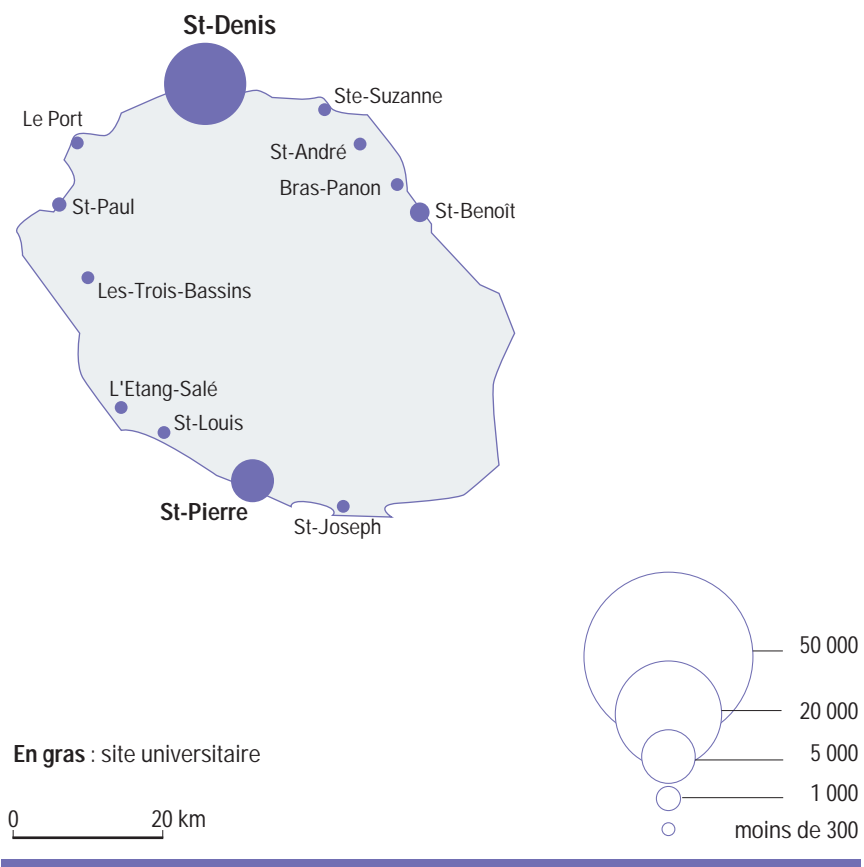 St-Denis
Ste-Suzanne
Le Port
St-André
Bras-Panon
St-Paul
St-Benoît
Les-Trois-Bassins
L'Etang-Salé
St-Louis
St-Pierre
St-Joseph
50 000
20 000
5 000
1 000
moins de 300
En gras : site universitaire
0 20 km